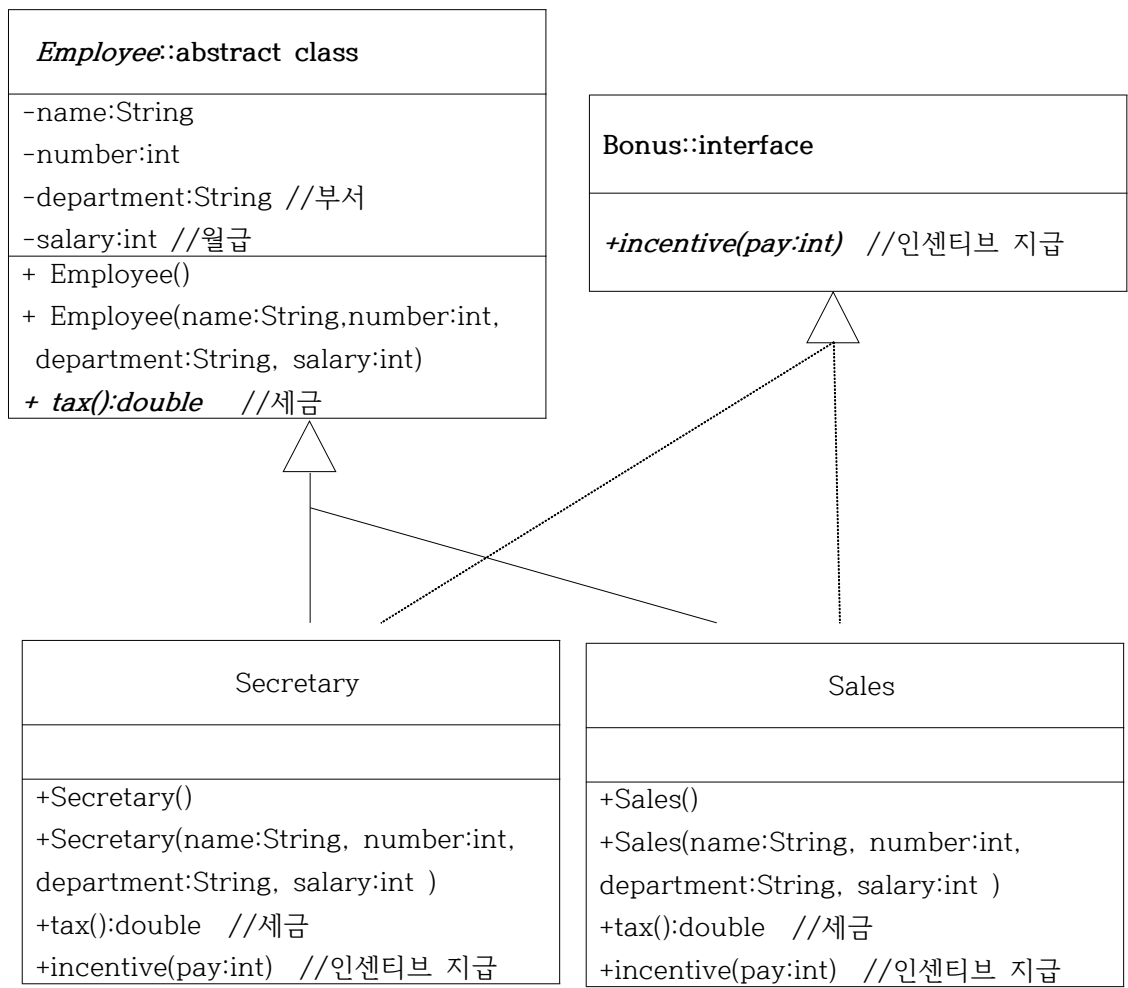 Employee::abstract class
-name:String
-number:int
-department:String //부서
-salary:int //월급
+ Employee()
+ Employee(name:String,number:int,
department:String, salary:int)
+ tax():double //세금
Bonus::interface
+incentive(pay:int) //인센티브 지급
Secretary
+Secretary()
+Secretary(name:String, number:int,
department:String, salary:int )
+tax():double //세금
+incentive(pay:int) //인센티브 지급
Sales
+Sales()
+Sales(name:String, number:int,
department:String, salary:int )
+tax():double //세금
+incentive(pay:int) //인센티브 지급